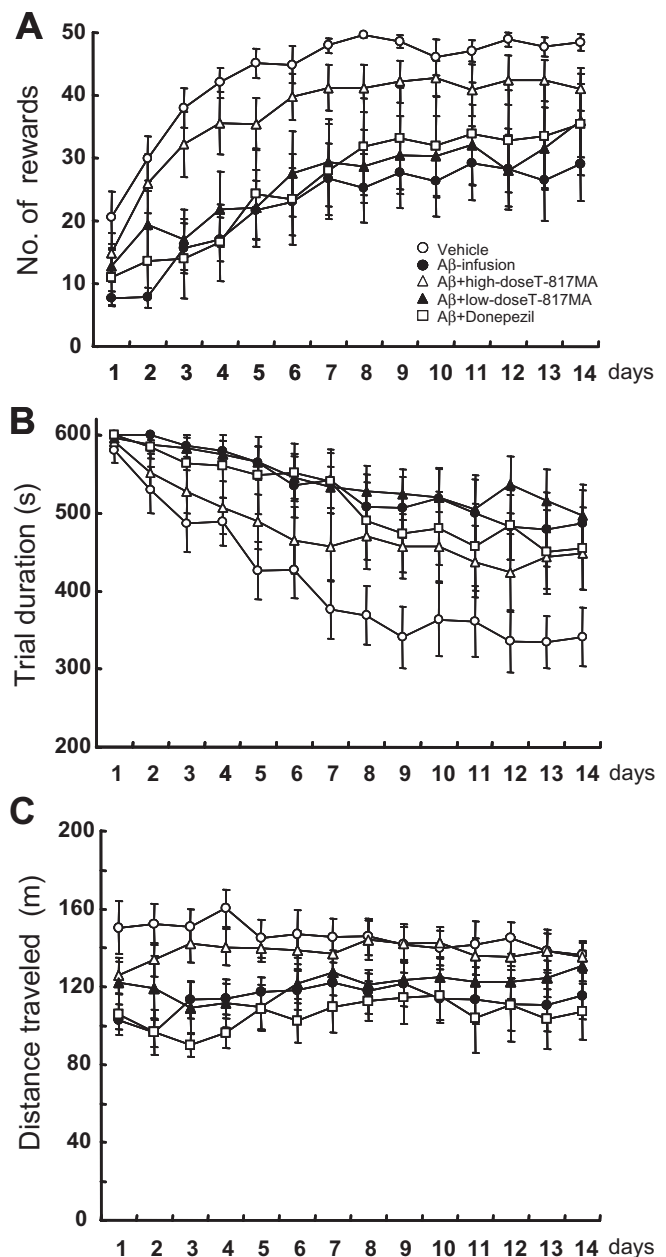 A
No. of rewards
50
40
30
20
10
0
Vehicle
Aβ-infusion
Aβ+high-doseT-817MA
Aβ+low-doseT-817MA
Aβ+Donepezil
1 2 3 4 5 6 7 8 9 10 11 12 13 14 days
B
Trial duration (s)
600
500
400
300
200
1 2 3 4 5 6 7 8 9 10 11 12 13 14 days
C
Distance traveled (m)
200
160
120
80
40
0
1 2 3 4 5 6 7 8 9 10 11 12 13 14 days